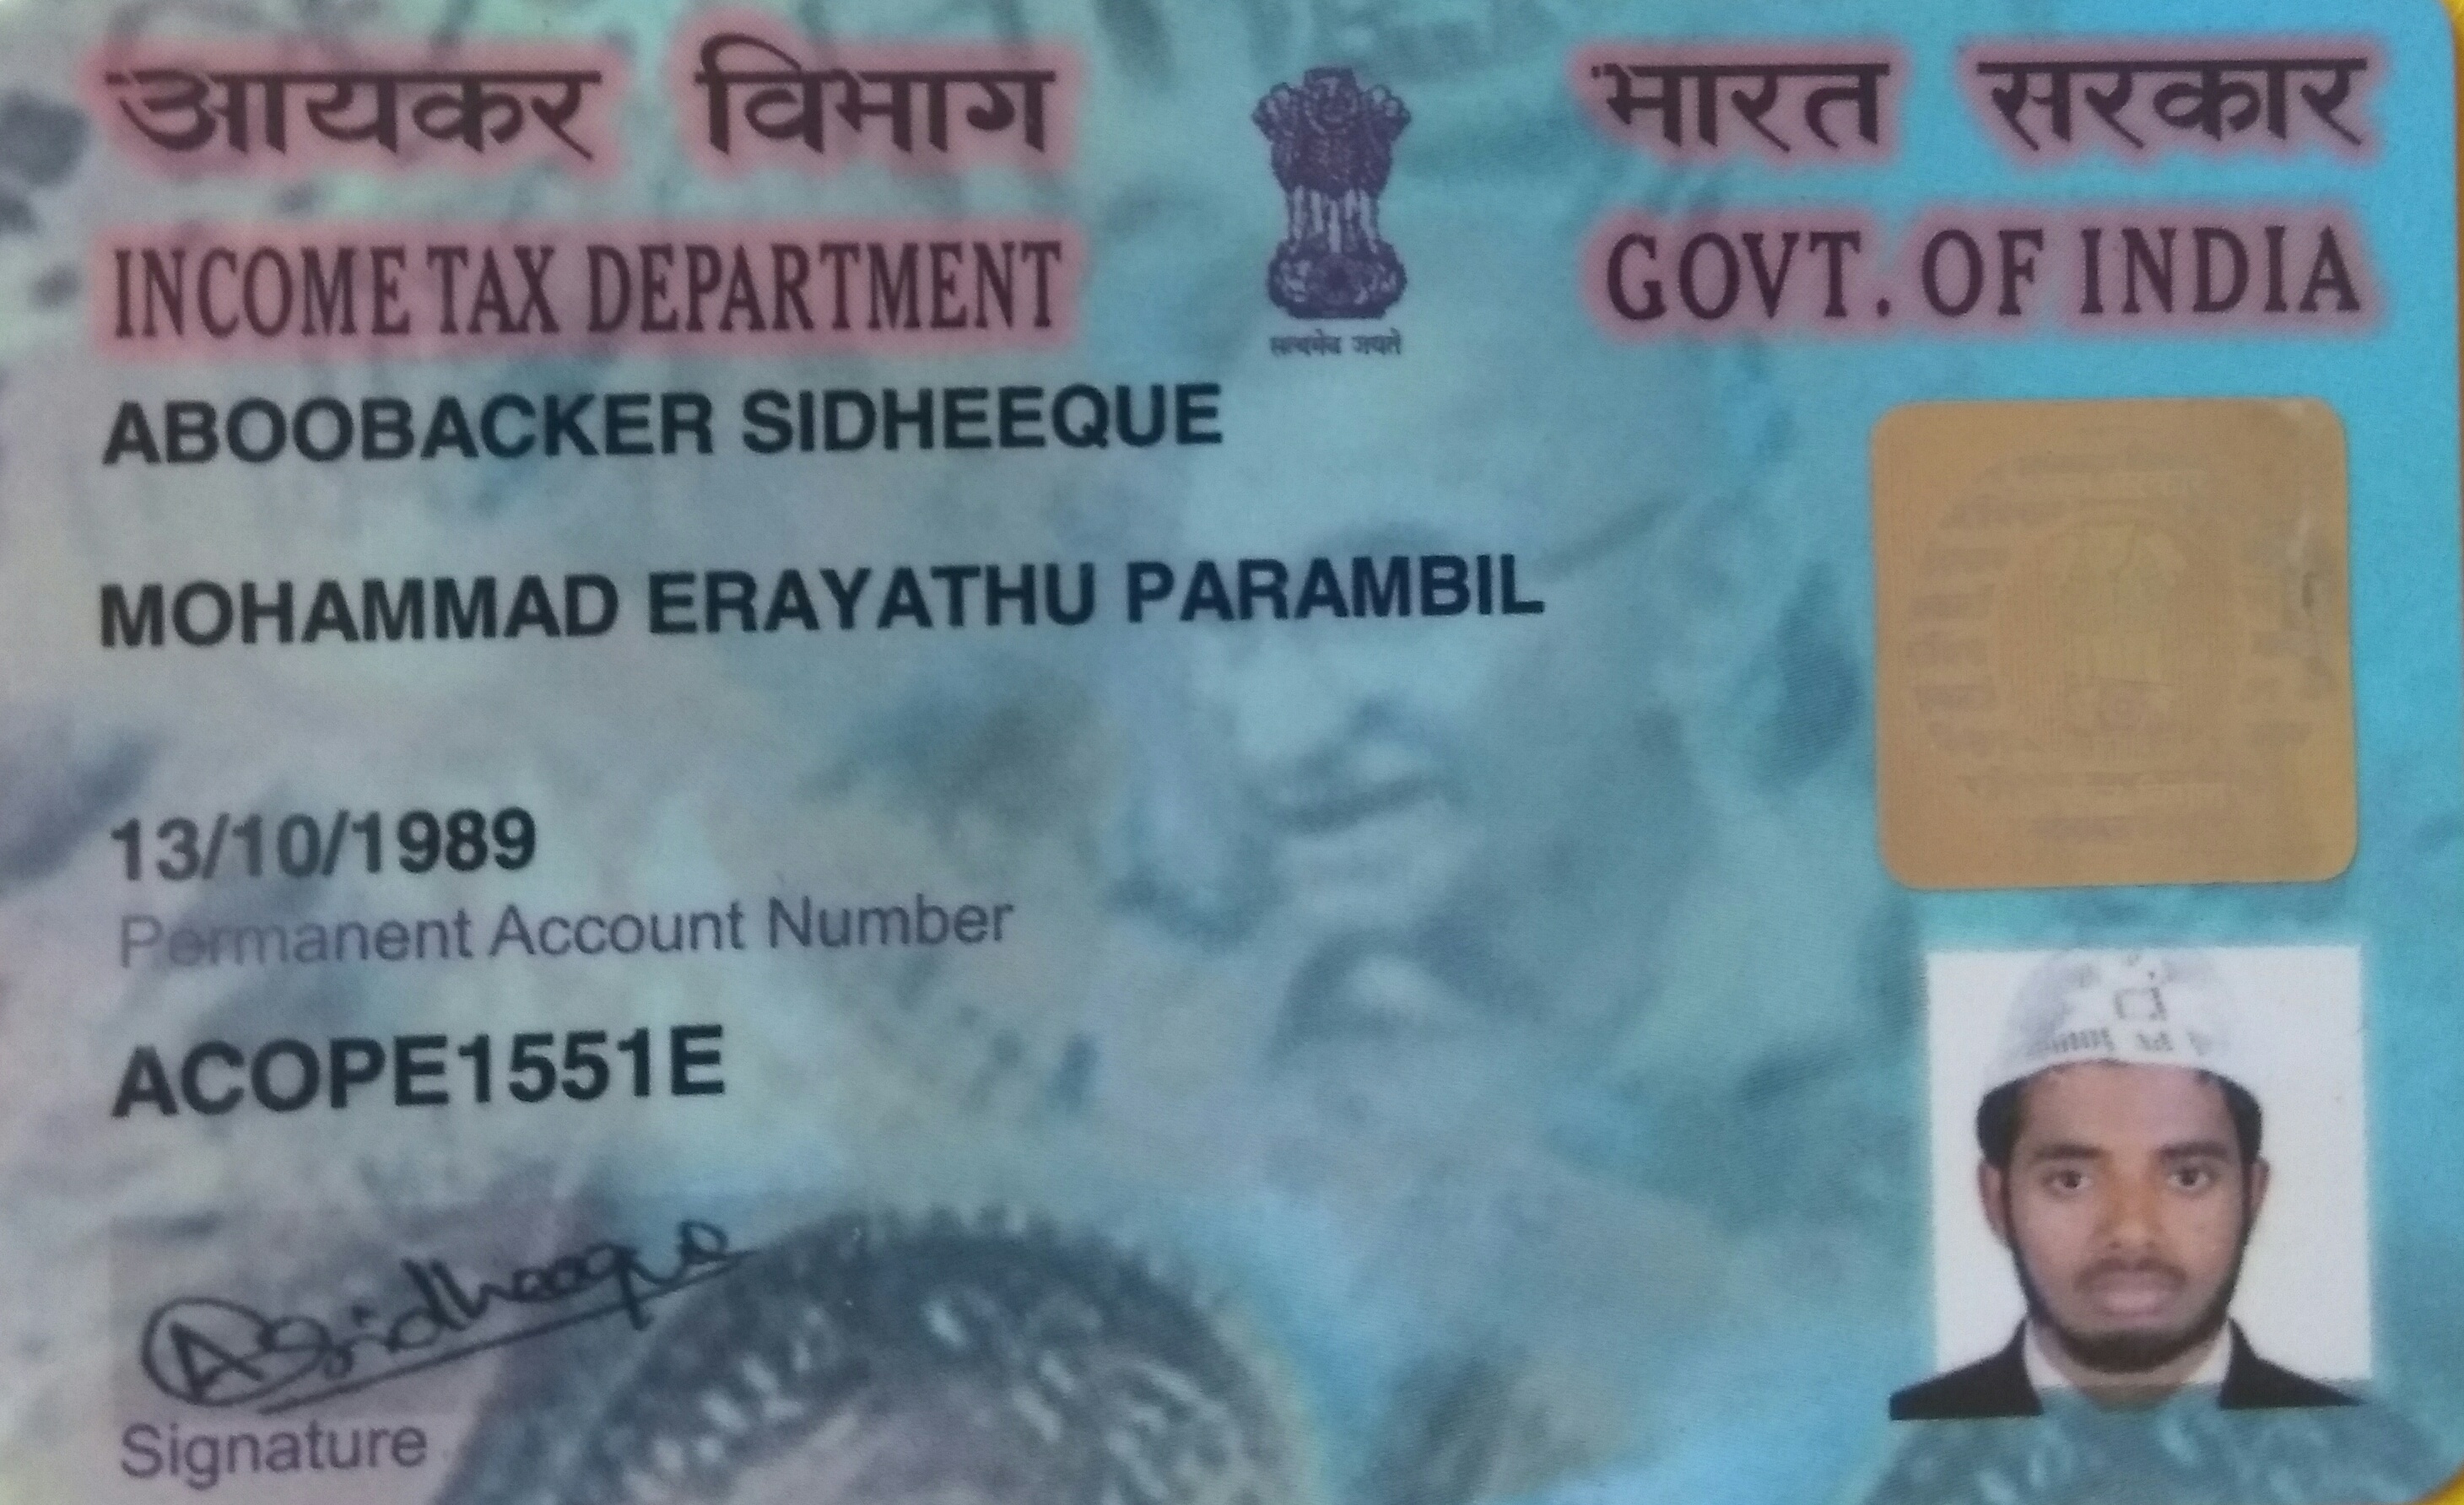 आयकर विभाग
भारत सरकार
INCOME TAX DEPARTMENT
GOVT. OF INDIA
सत्यमेव जयते
ABOOBACKER SIDHEEQUE
MOHAMMAD ERAYATHU PARAMBIL
13/10/1989
Permanent Account Number
ACOPE1551E
A Sidheeque
Signature